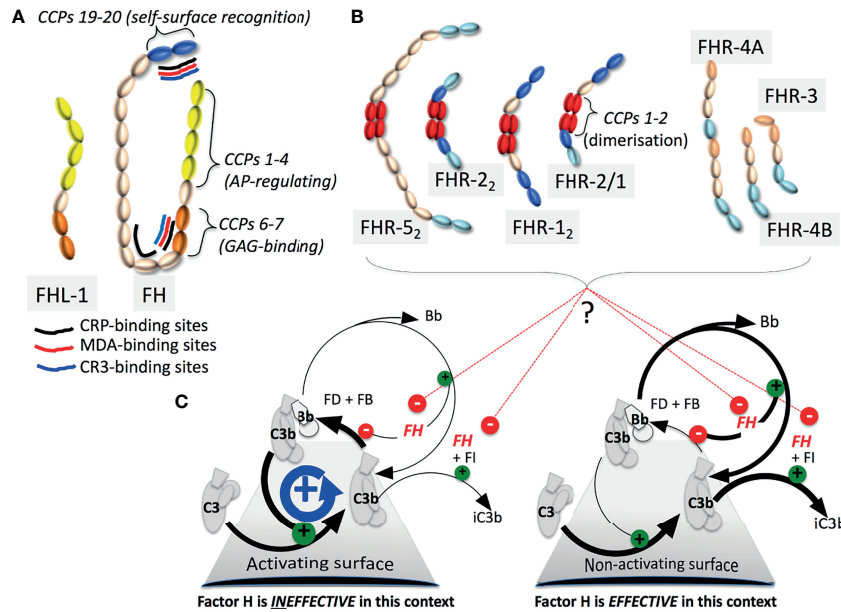 A
CCPs 19-20 (self-surface recognition)
CCPs 1-4
(AP-regulating)
CCPs 6-7
(GAG-binding)
FHL-1
FH
CRP-binding sites
MDA-binding sites
CR3-binding sites
B
FHR-5₂
FHR-2₂
FHR-1₂
FHR-2/1
CCPs 1-2
(dimerisation)
FHR-4A
FHR-3
FHR-4B
?
C
Bb
FD + FB
+
-
-
-
FH
FH
+ FI
+
Bb
C3b
C3b
C3
+
+
iC3b
Activating surface
Factor H is INEFFECTIVE in this context
Bb
FD + FB
+
-
-
-
FH
FH
+ FI
+
Bb
C3b
C3b
C3
+
iC3b
Non-activating surface
Factor H is EFFECTIVE in this context